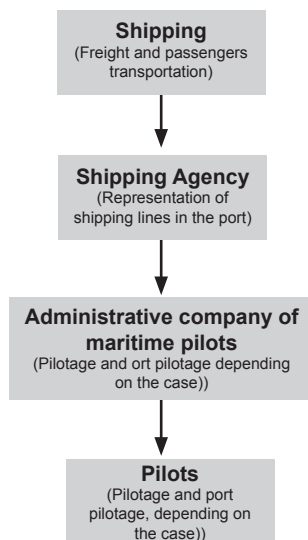 Shipping
(Freight and passengers
transportation)
Shipping Agency
(Representation of
shipping lines in the port)
Administrative company of
maritime pilots
(Pilotage and ort pilotage depending
on the case))
Pilots
(Pilotage and port
pilotage, depending on
the case))